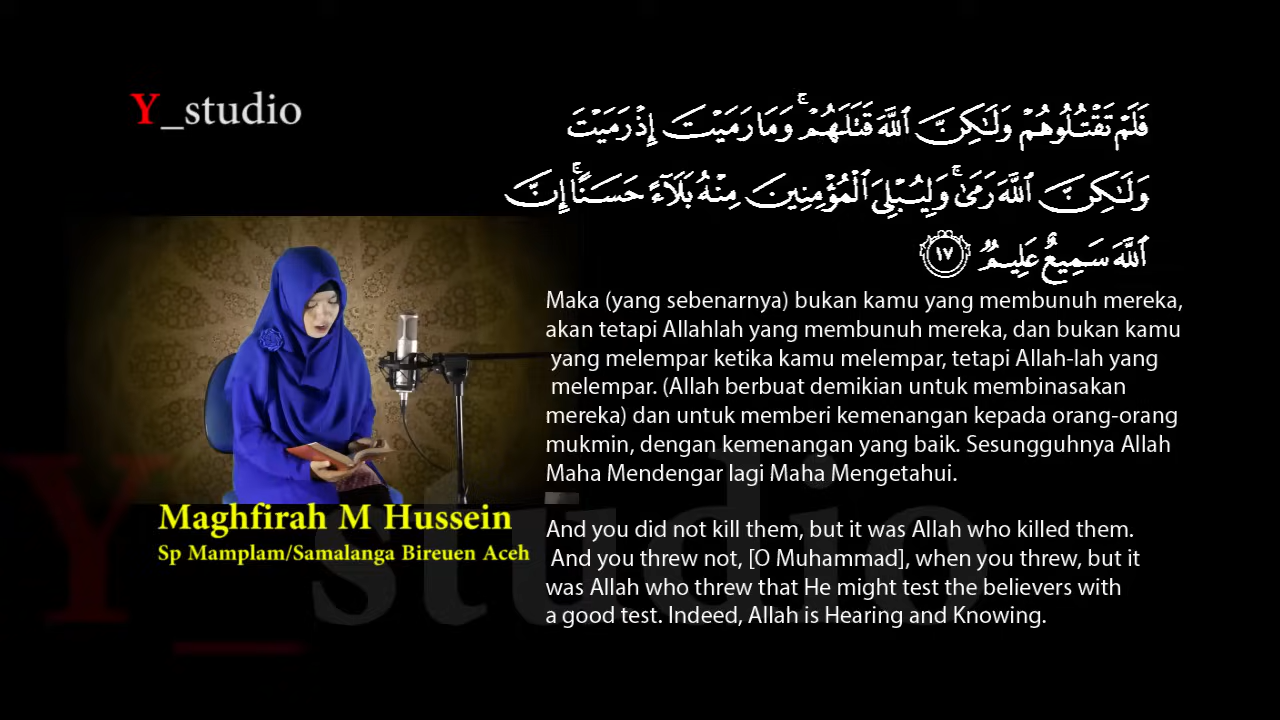 Y_studio
فَلَمْ تَقْتُلُوهُمْ وَلَٰكِنَّ ٱللَّهَ قَتَلَهُمْ ۚ وَمَا رَمَيْتَ إِذْ رَمَيْتَ
وَلَٰكِنَّ ٱللَّهَ رَمَىٰ ۚ وَلِيُبْلِىَ ٱلْمُؤْمِنِينَ مِنْهُ بَلَآءً حَسَنًا ۚ إِنَّ
ٱللَّهَ سَمِيعٌ عَلِيمٌ ١٧
Maka (yang sebenarnya) bukan kamu yang membunuh mereka,
akan tetapi Allahlah yang membunuh mereka, dan bukan kamu
yang melempar ketika kamu melempar, tetapi Allah-lah yang
melempar. (Allah berbuat demikian untuk membinasakan
mereka) dan untuk memberi kemenangan kepada orang-orang
mukmin, dengan kemenangan yang baik. Sesungguhnya Allah
Maha Mendengar lagi Maha Mengetahui.
And you did not kill them, but it was Allah who killed them.
And you threw not, [O Muhammad], when you threw, but it
was Allah who threw that He might test the believers with
a good test. Indeed, Allah is Hearing and Knowing.
Maghfirah M Hussein
Sp Mamplam/Samalanga Bireuen Aceh
Y_studio